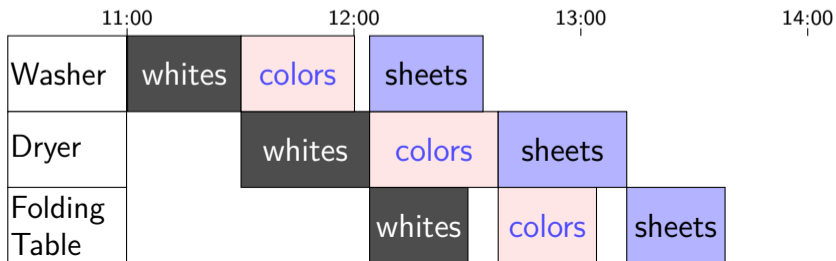 11:00 12:00 13:00 14:00
Washer whites colors sheets
Dryer whites colors sheets
Folding
Table whites colors sheets